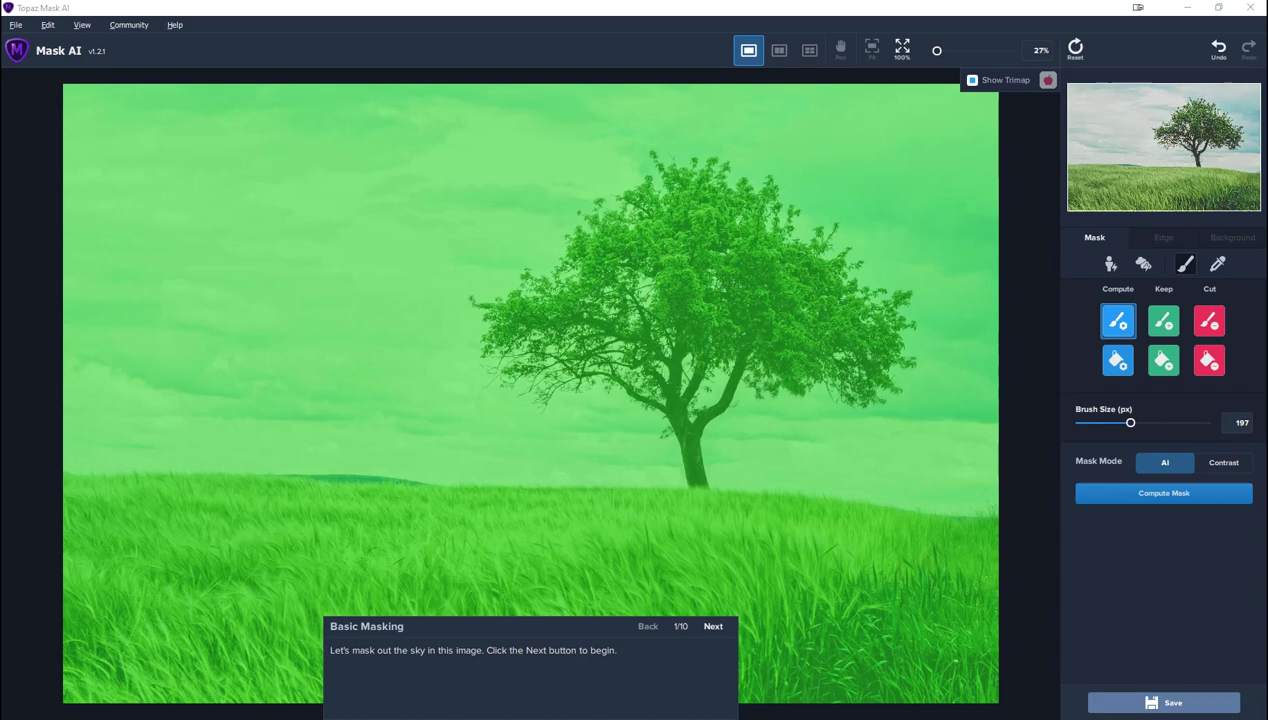 Topaz Mask AI
File Edit View Community Help
M Mask AI v1.2.1
Pan Fit 100% 27% Reset Undo Redo
Show Trimap
Mask Edge Background
Compute Keep Cut
Brush Size (px)
197
Mask Mode AI Contrast
Compute Mask
Basic Masking Back 1/10 Next
Let's mask out the sky in this image. Click the Next button to begin.
Save